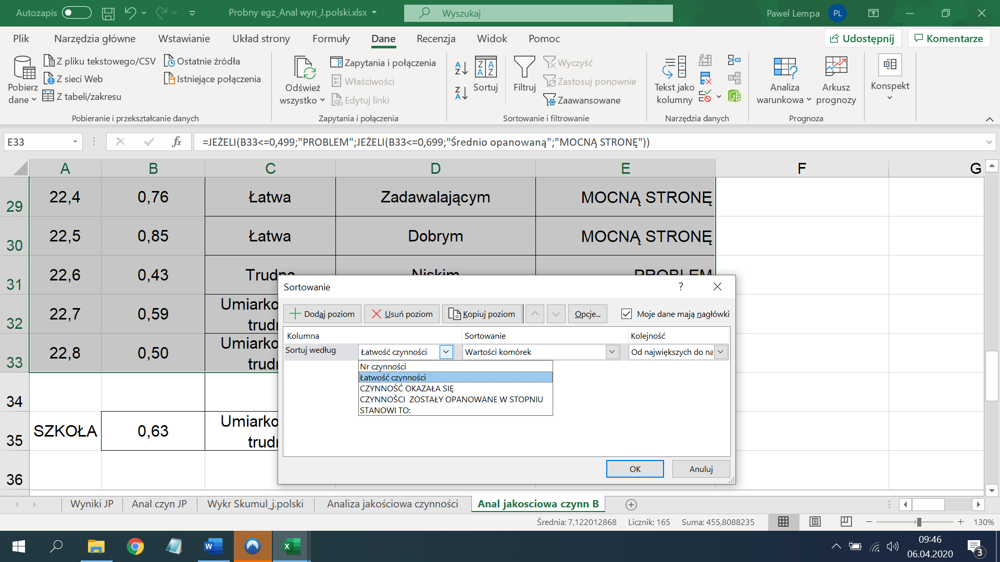 Autozapis
Probny egz_Anal wyn_J.polski.xlsx
Wyszukaj
Pawel Lempa
PL
Plik
Narzędzia główne
Wstawianie
Układ strony
Formuły
Dane
Recenzja
Widok
Pomoc
Udostępnij
Komentarze
Pobierz dane
Z pliku tekstowego/CSV
Z sieci Web
Z tabeli/zakresu
Ostatnie źródła
Istniejące połączenia
Pobieranie i przekształcanie danych
Odśwież wszystko
Zapytania i połączenia
Właściwości
Edytuj linki
Zapytania i połączenia
Sortuj
Filtruj
Wyczyść
Zastosuj ponownie
Zaawansowane
Sortowanie i filtrowanie
Tekst jako kolumny
Narzędzia danych
Analiza warunkowa
Arkusz prognozy
Prognoza
Konspekt
E33
fx
=JEŻELI(B33<=0,499;"PROBLEM";JEŻELI(B33<=0,699;"Średnio opanowaną";"MOCNĄ STRONĘ"))
A B C D E F G
29 22,4 0,76 Łatwa Zadawalającym MOCNĄ STRONĘ
30 22,5 0,85 Łatwa Dobrym MOCNĄ STRONĘ
31 22,6 0,43 Trudna Niskim PROBLEM
32 22,7 0,59 Umiarko trudn
33 22,8 0,50 Umiarko trudn
34
35 SZKOŁA 0,63 Umiarko trudn
36
Sortowanie
?
Dodaj poziom
Usuń poziom
Kopiuj poziom
Opcje...
Moje dane mają nagłówki
Kolumna
Sortowanie
Kolejność
Sortuj według
Łatwość czynności
Wartości komórek
Od największych do na
Nr czynności
Łatwość czynności
CZYNNOŚĆ OKAZAŁA SIĘ
CZYNNOŚCI  ZOSTAŁY OPANOWANE W STOPNIU
STANOWI TO:
OK
Anuluj
Wyniki JP
Anal czyn JP
Wykr Skumul_j.polski
Analiza jakościowa czynności
Anal jakosciowa czynn B
Średnia: 7,122012868
Licznik: 165
Suma: 455,8088235
130%
09:46
06.04.2020
3